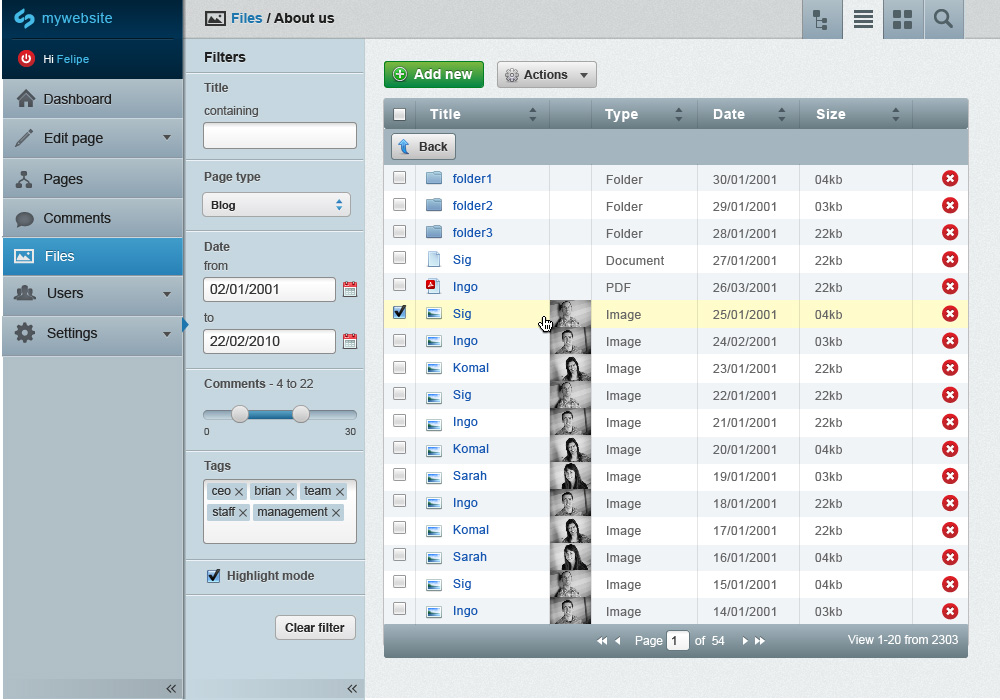 mywebsite
Hi Felipe
Dashboard
Edit page
Pages
Comments
Files
Users
Settings
«
Files / About us
Filters
Title
containing
Page type
Blog
Date
from
02/01/2001
to
22/02/2010
Comments - 4 to 22
0 30
Tags
ceo × brian × team ×
staff × management ×
Highlight mode
Clear filter
«
Add new Actions
Title Type Date Size
Back
folder1 Folder 30/01/2001 04kb
folder2 Folder 29/01/2001 03kb
folder3 Folder 28/01/2001 22kb
Sig Document 27/01/2001 22kb
Ingo PDF 26/03/2001 22kb
Sig Image 25/01/2001 04kb
Ingo Image 24/02/2001 03kb
Komal Image 23/01/2001 22kb
Sig Image 22/01/2001 22kb
Ingo Image 21/01/2001 22kb
Komal Image 20/01/2001 04kb
Sarah Image 19/01/2001 03kb
Ingo Image 18/01/2001 22kb
Komal Image 17/01/2001 22kb
Sarah Image 16/01/2001 04kb
Sig Image 15/01/2001 04kb
Ingo Image 14/01/2001 03kb
Page 1 of 54 View 1-20 from 2303